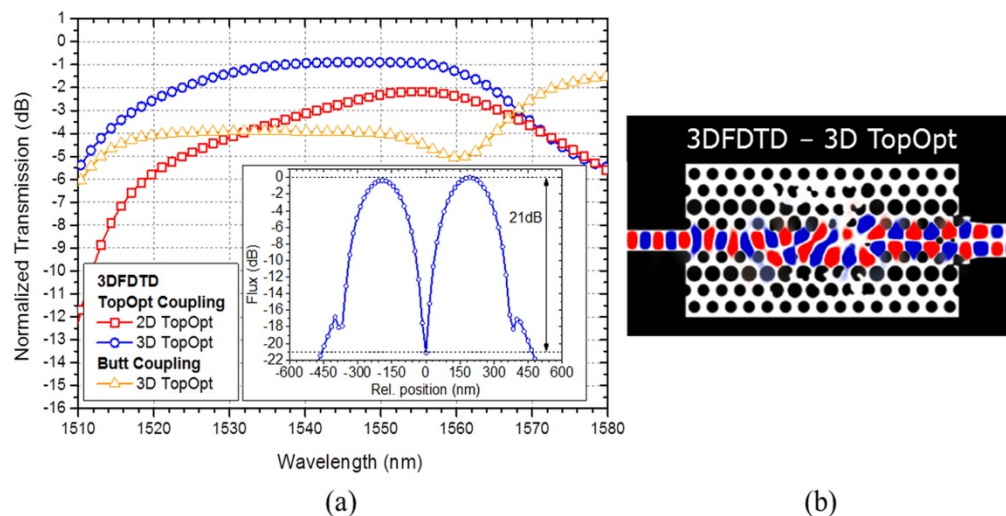 1
0
-1
-2
-3
-4
-5
-6
-7
-8
-9
-10
-11
-12
-13
-14
-15
-16
Normalized Transmission (dB)
1510 1520 1530 1540 1550 1560 1570 1580
Wavelength (nm)
3DFDTD
TopOpt Coupling
2D TopOpt
3D TopOpt
Butt Coupling
3D TopOpt
0
-2
-4
-6
-8
-10
-12
-14
-16
-18
-20
-22
Flux (dB)
21dB
-600 -450 -300 -150 0 150 300 450 600
Rel. position (nm)
(a)
3DFDTD – 3D TopOpt
(b)